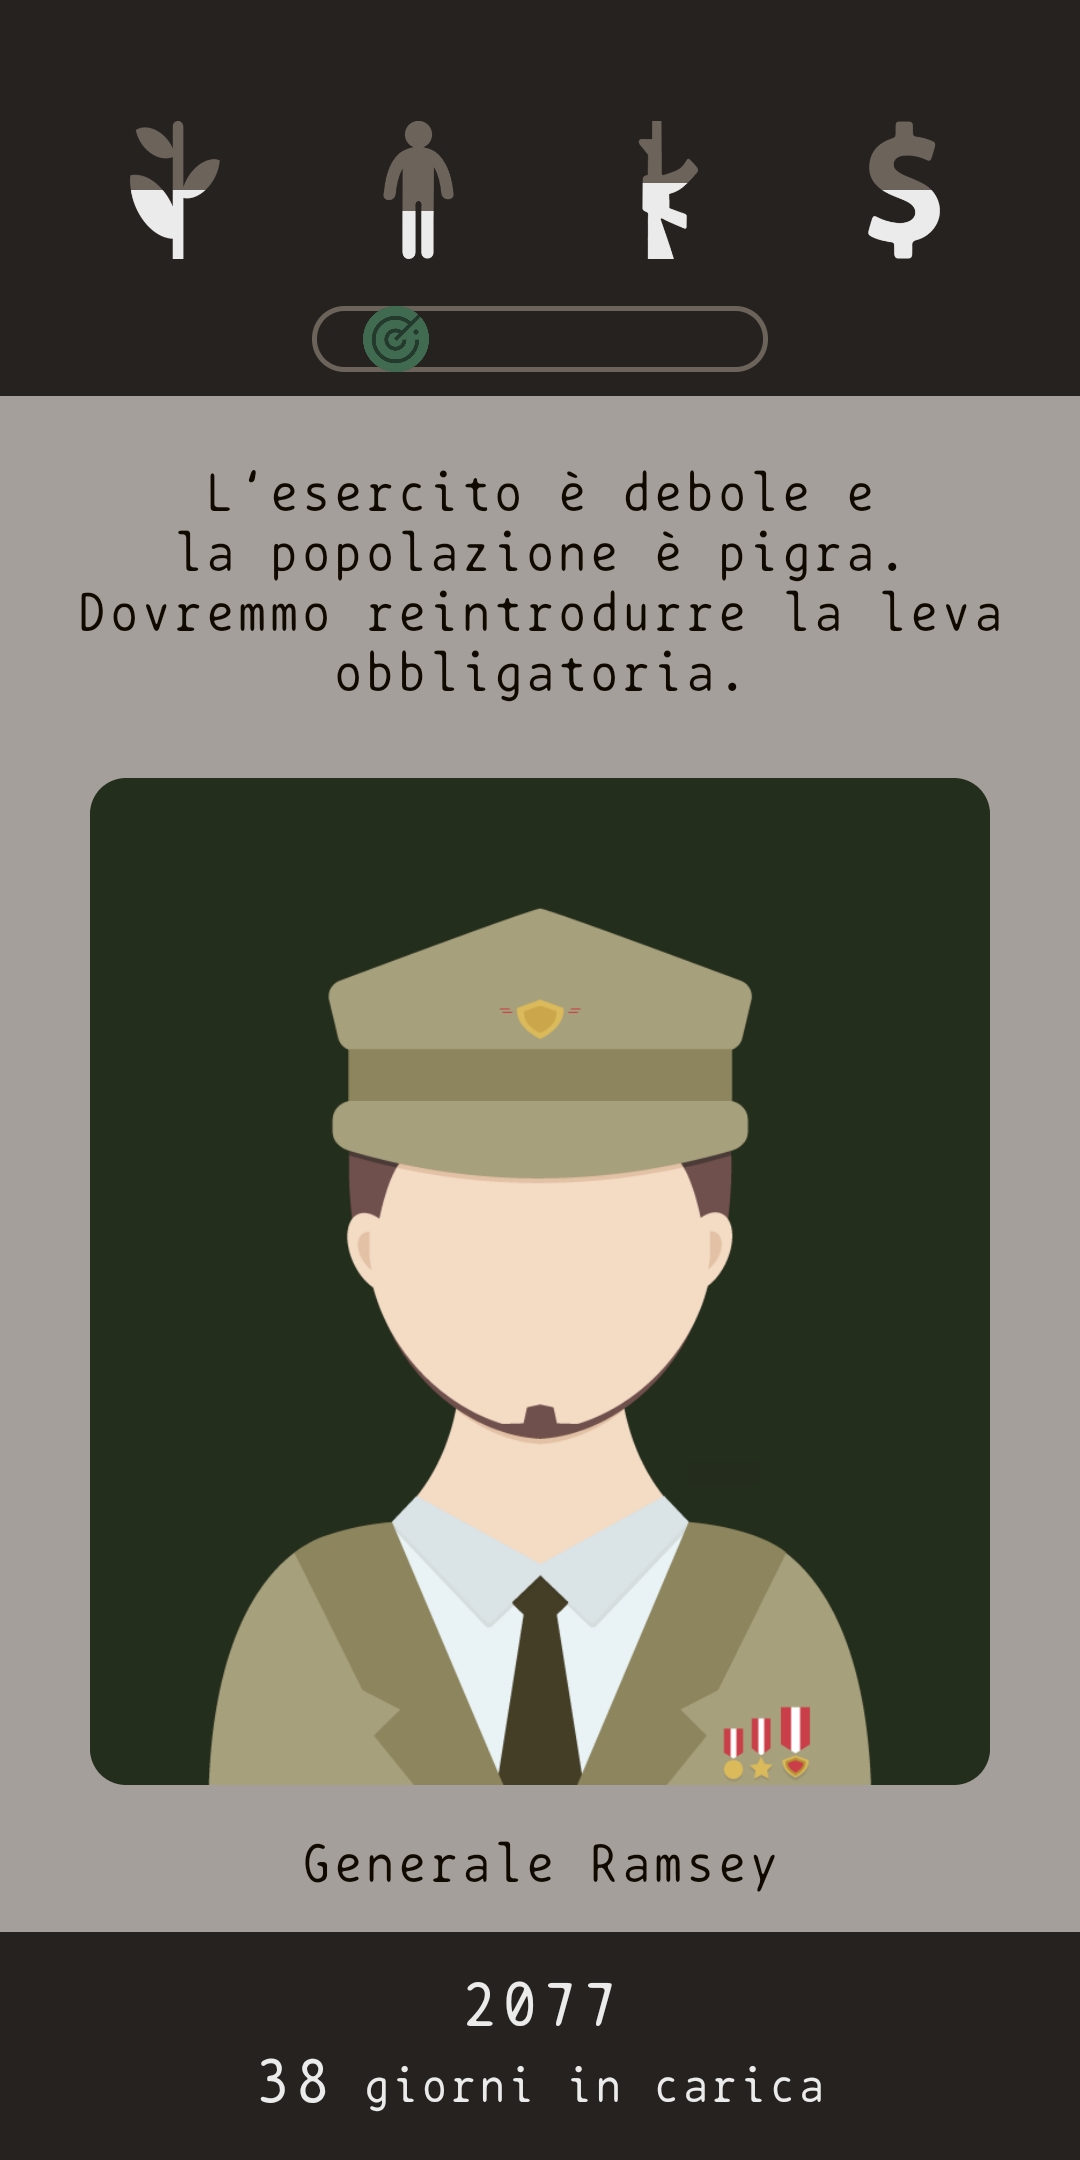 L‘esercito è debole e
la popolazione è pigra.
Dovremmo reintrodurre la leva
obbligatoria.
Generale Ramsey
2077
38 giorni in carica